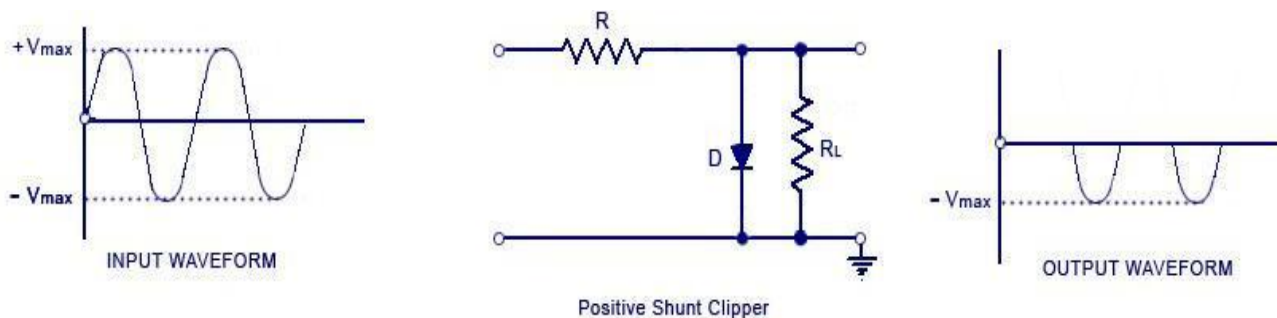 +Vmax
- Vmax
INPUT WAVEFORM
R
D
RL
Positive Shunt Clipper
- Vmax
OUTPUT WAVEFORM